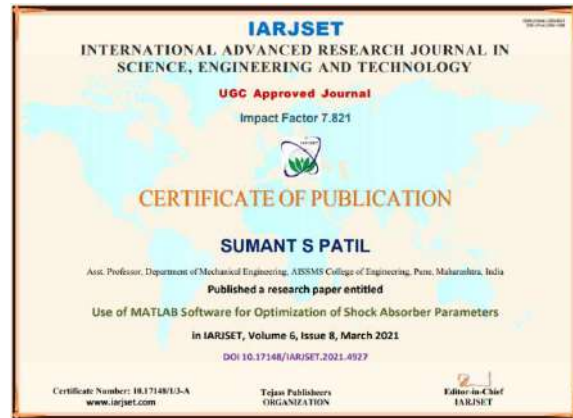 IARJSET
INTERNATIONAL ADVANCED RESEARCH JOURNAL IN
SCIENCE, ENGINEERING AND TECHNOLOGY
UGC Approved Journal
Impact Factor 7.821
CERTIFICATE OF PUBLICATION
SUMANT S PATIL
Asst. Professor, Department of Mechanical Engineering, AISSMS College of Engineering, Pune, Maharashtra, India
Published a research paper entitled
Use of MATLAB Software for Optimization of Shock Absorber Parameters
in IARJSET, Volume 6, Issue 8, March 2021
DOI 10.17148/IARJSET.2021.4927
Certificate Number: 10.17148/1/3-A
www.iarjset.com
Tejass Publisheers
ORGANIZATION
Editor-in-Chief
IARJSET